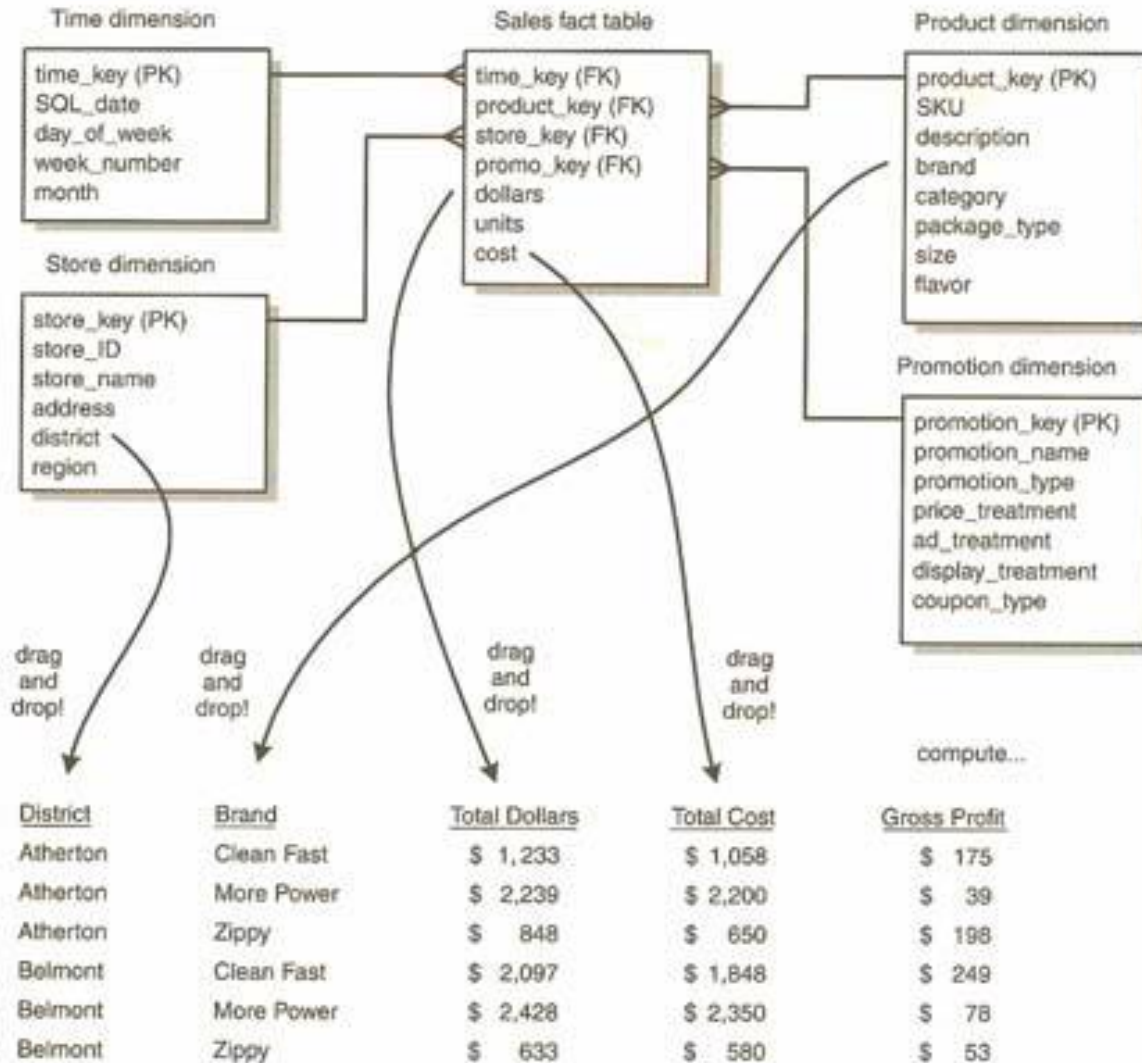 Time dimension
time_key (PK)
SQL_date
day_of_week
week_number
month
Sales fact table
time_key (FK)
product_key (FK)
store_key (FK)
promo_key (FK)
dollars
units
cost
Product dimension
product_key (PK)
SKU
description
brand
category
package_type
size
flavor
Store dimension
store_key (PK)
store_ID
store_name
address
district
region
Promotion dimension
promotion_key (PK)
promotion_name
promotion_type
price_treatment
ad_treatment
display_treatment
coupon_type
drag
and
drop!
drag
and
drop!
drag
and
drop!
drag
and
drop!
compute...
District Brand Total Dollars Total Cost Gross Profit
Atherton Clean Fast $ 1,233 $ 1,058 $ 175
Atherton More Power $ 2,239 $ 2,200 $ 39
Atherton Zippy $ 848 $ 650 $ 198
Belmont Clean Fast $ 2,097 $ 1,848 $ 249
Belmont More Power $ 2,428 $ 2,350 $ 78
Belmont Zippy $ 633 $ 580 $ 53